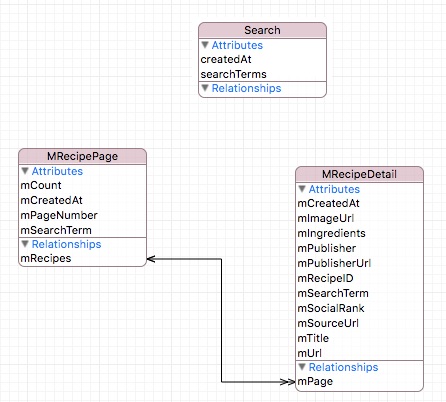 Search
Attributes
createdAt
searchTerms
Relationships
MRecipePage
Attributes
mCount
mCreatedAt
mPageNumber
mSearchTerm
Relationships
mRecipes
MRecipeDetail
Attributes
mCreatedAt
mImageUrl
mIngredients
mPublisher
mPublisherUrl
mRecipeID
mSearchTerm
mSocialRank
mSourceUrl
mTitle
mUrl
Relationships
mPage